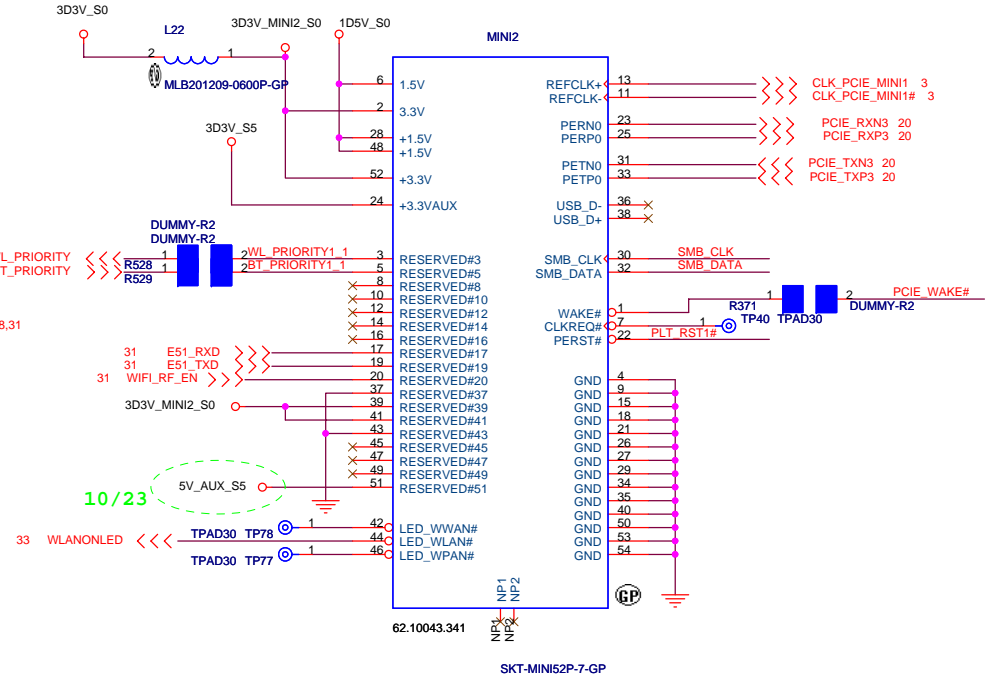 3D3V_S0
L22
3D3V_MINI2_S0
1D5V_S0
MINI2
2
1
MLB201209-0600P-GP
3D3V_S5
6 1.5V
2 3.3V
28 +1.5V
48 +1.5V
52 +3.3V
24 +3.3VAUX
REFCLK+ 13 CLK_PCIE_MINI1 3
REFCLK- 11 CLK_PCIE_MINI1# 3
PERN0 23 PCIE_RXN3 20
PERP0 25 PCIE_RXP3 20
PETN0 31 PCIE_TXN3 20
PETP0 33 PCIE_TXP3 20
USB_D- 36
USB_D+ 38
SMB_CLK 30 SMB_CLK
SMB_DATA 32 SMB_DATA
WAKE# 1
CLKREQ# 7
PERST# 22 PLT_RST1#
1 2 PCIE_WAKE#
R371 DUMMY-R2
1 TP40 TPAD30
DUMMY-R2
DUMMY-R2
L_PRIORITY 1 2 WL_PRIORITY1_1 3 RESERVED#3
R528
T_PRIORITY 1 2 BT_PRIORITY1_1 5 RESERVED#5
R529
8 RESERVED#8
10 RESERVED#10
12 RESERVED#12
14 RESERVED#14
16 RESERVED#16
8,31
31 E51_RXD 17 RESERVED#17
31 E51_TXD 19 RESERVED#19
31 WIFI_RF_EN 20 RESERVED#20
37 RESERVED#37
3D3V_MINI2_S0 39 RESERVED#39
41 RESERVED#41
43 RESERVED#43
45 RESERVED#45
47 RESERVED#47
49 RESERVED#49
10/23 5V_AUX_S5 51 RESERVED#51
TPAD30 TP78 1 42 LED_WWAN#
33 WLANONLED 44 LED_WLAN#
TPAD30 TP77 1 46 LED_WPAN#
GND 4
GND 9
GND 15
GND 18
GND 21
GND 26
GND 27
GND 29
GND 34
GND 35
GND 40
GND 50
GND 53
GND 54
NP1
NP2
GP
62.10043.341
NP1
NP2
SKT-MINI52P-7-GP